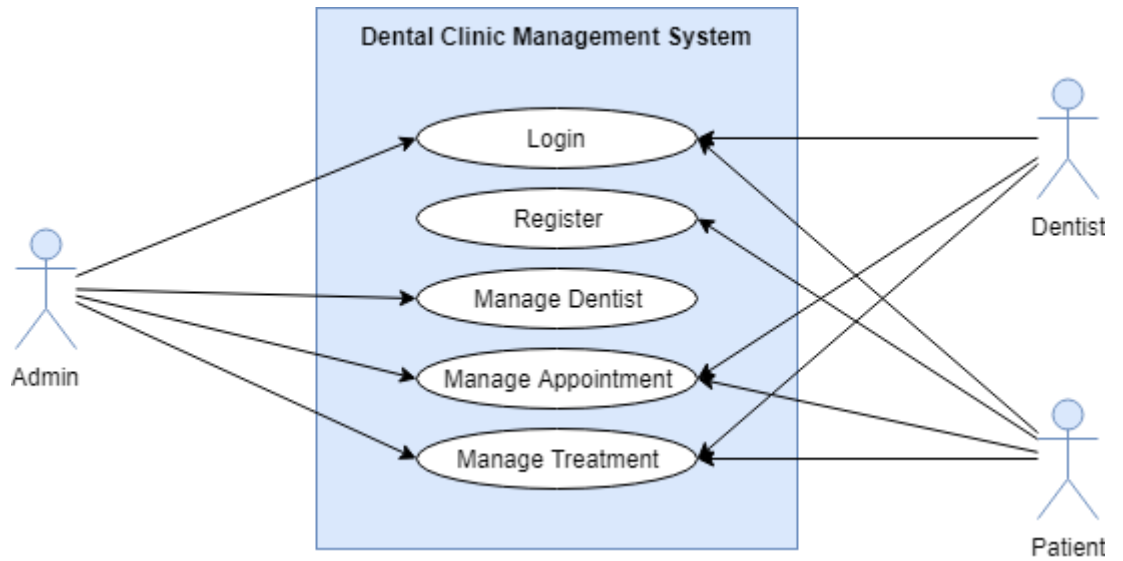 Dental Clinic Management System
Login
Register
Manage Dentist
Manage Appointment
Manage Treatment
Admin
Dentist
Patient